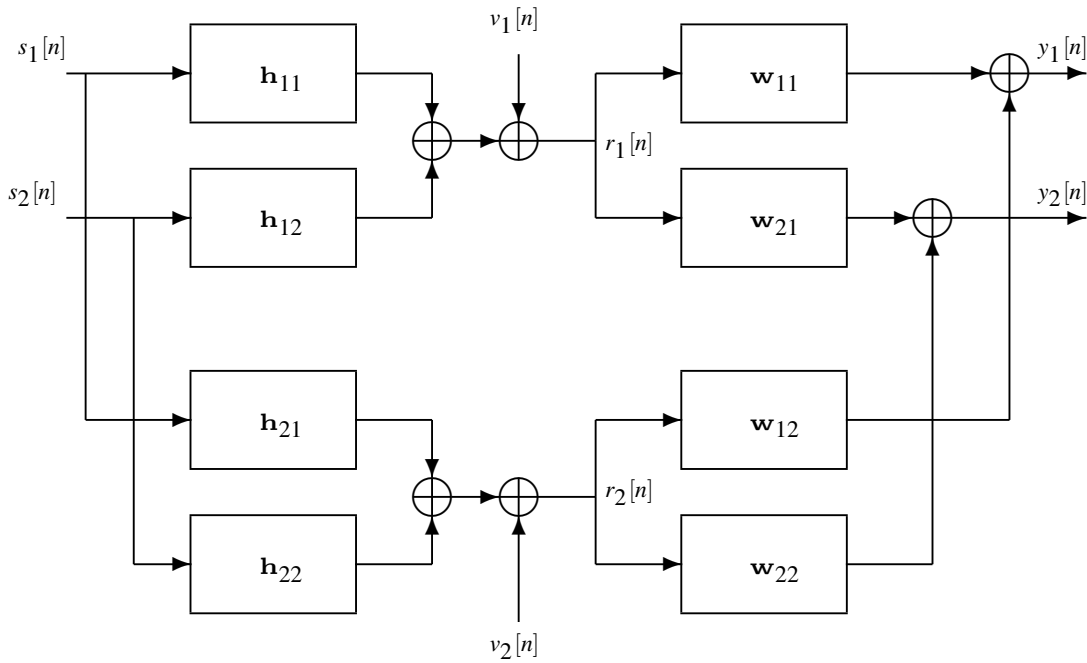 v1[n]
s1[n]
h11
w11
y1[n]
r1[n]
s2[n]
h12
w21
y2[n]
h21
w12
r2[n]
h22
w22
v2[n]